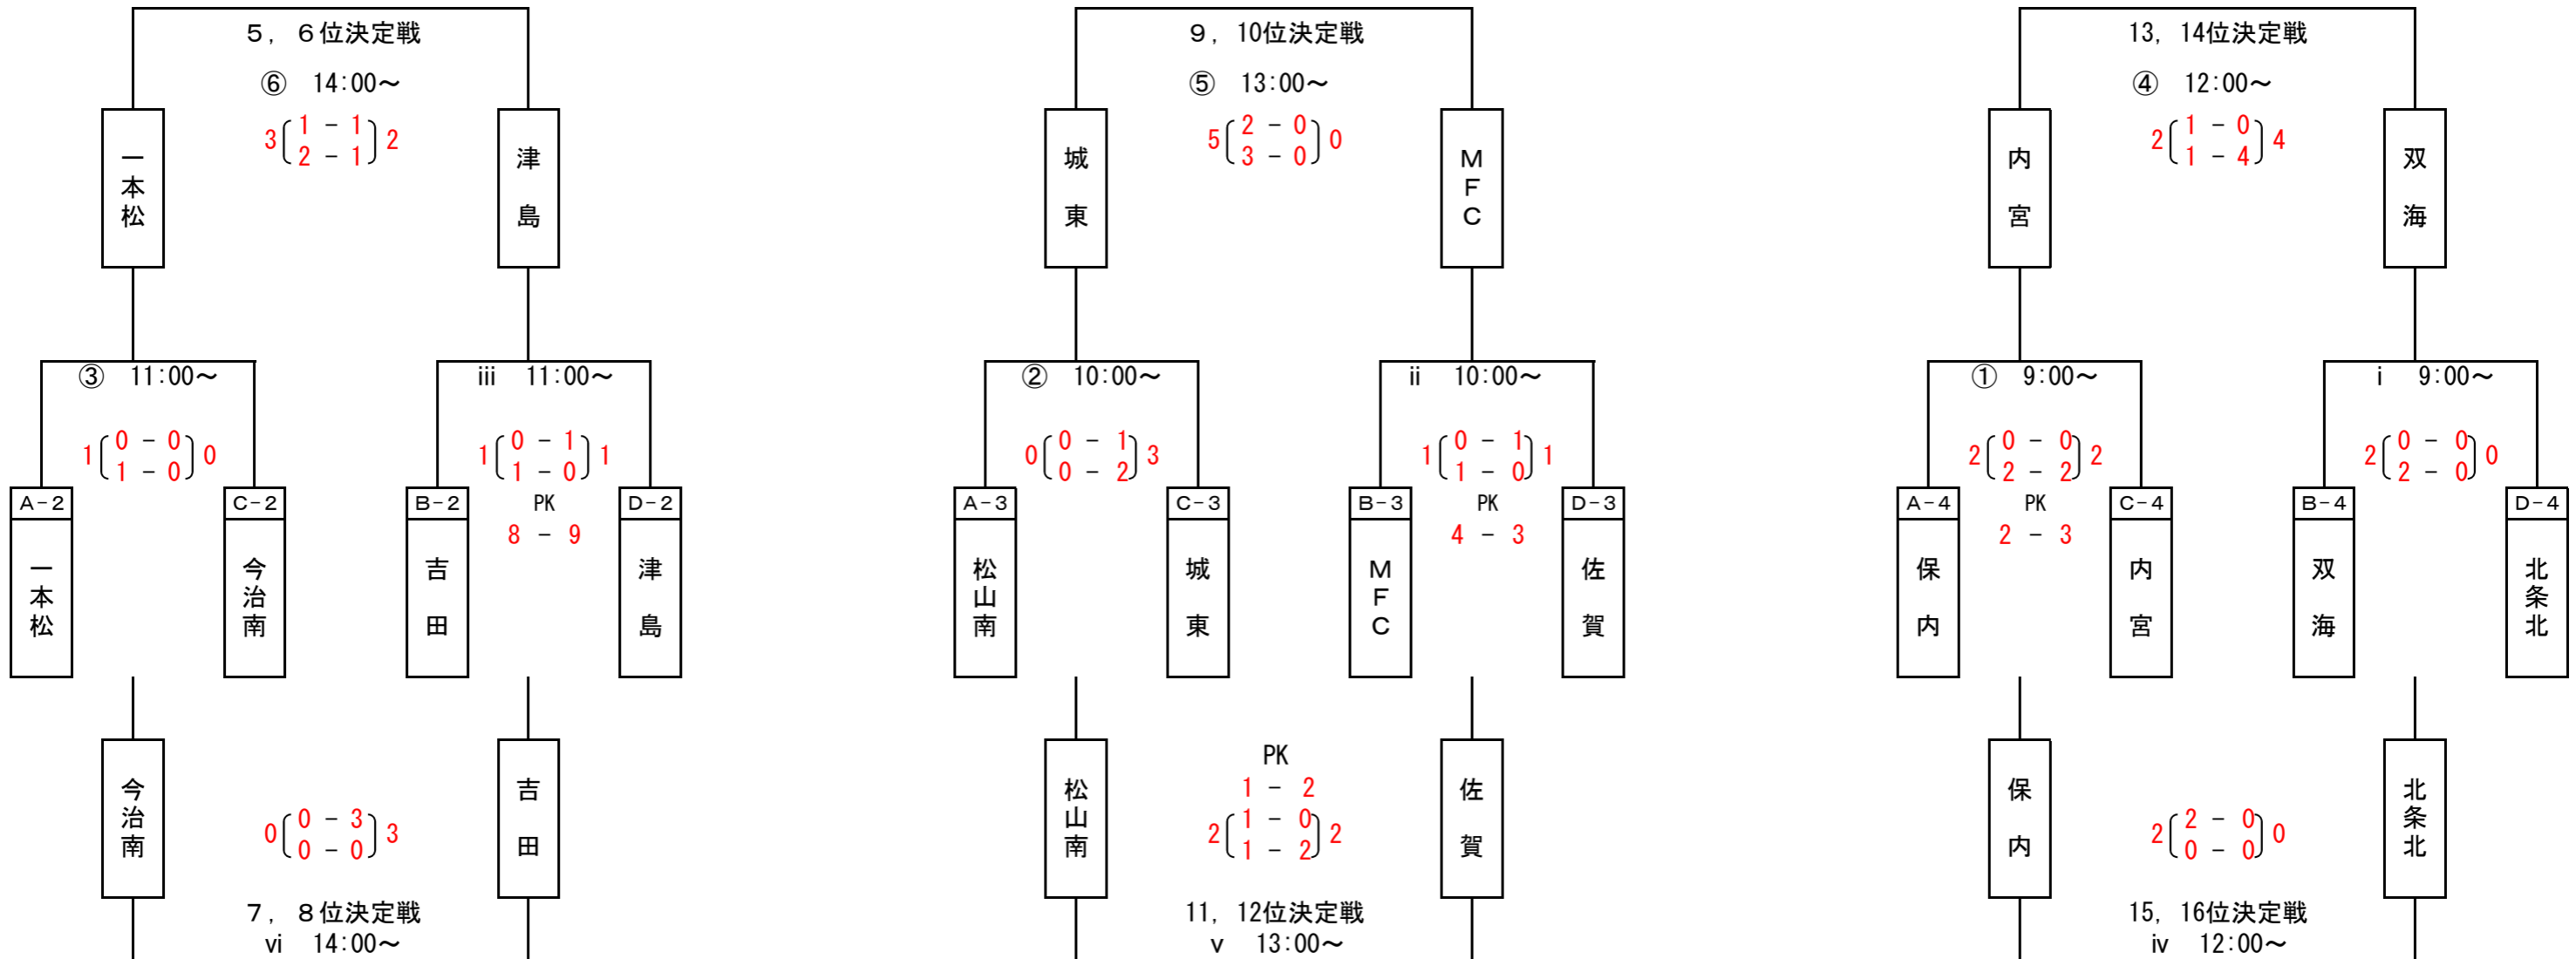 5, 6位決定戦
⑥ 14:00～
3 1 - 1 2
2 - 1
一本松
津島
③ 11:00～
1 0 - 0 0
1 - 0
iii 11:00～
1 0 - 1 1
1 - 0
PK
8 - 9
A-2
一本松
C-2
今治南
B-2
吉田
D-2
津島
今治南
吉田
0 0 - 3 3
0 - 0
7, 8位決定戦
vi 14:00～
9, 10位決定戦
⑤ 13:00～
5 2 - 0 0
3 - 0
城東
MFC
② 10:00～
0 0 - 1 3
0 - 2
ii 10:00～
1 0 - 1 1
1 - 0
PK
4 - 3
A-3
松山南
C-3
城東
B-3
MFC
D-3
佐賀
松山南
佐賀
PK
1 - 2
2 1 - 0 2
1 - 2
11, 12位決定戦
v 13:00～
13, 14位決定戦
④ 12:00～
2 1 - 0 4
1 - 4
内宮
双海
① 9:00～
2 0 - 0 2
2 - 2
PK
2 - 3
i 9:00～
2 0 - 0 0
2 - 0
A-4
保内
C-4
内宮
B-4
双海
D-4
北条北
保内
北条北
2 2 - 0 0
0 - 0
15, 16位決定戦
iv 12:00～